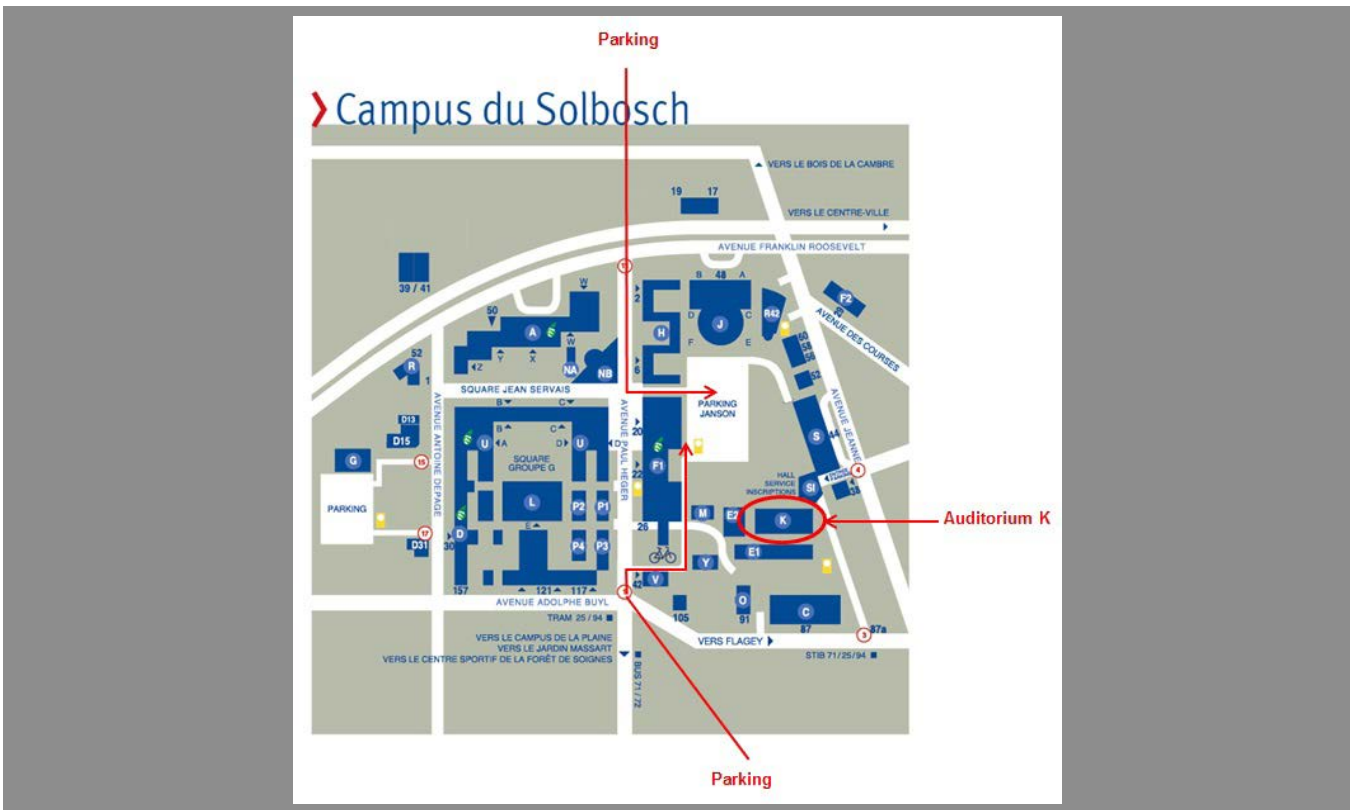 Parking
Campus du Solbosch
VERS LE BOIS DE LA CAMBRE
19 17
VERS LE CENTRE-VILLE
AVENUE FRANKLIN ROOSEVELT
39 / 41
W
B 48 A
2
F2
50
A
W
H
D
J
C
R42
AVENUE DES COURSES
F
E
60
58
56
52
R
1
Z
Y
X
NA
NB
6
52
SQUARE JEAN SERVAIS
PARKING
JANSON
AVENUE ANTOINE DEPAGE
AVENUE PAUL HEGER
AVENUE JEANNE
B
C
D13
D15
B
C
20
U
A
D
U
D
S
44
G
15
SQUARE
GROUPE G
F1
22
HALL
SERVICE
INSCRIPTIONS
SI
4
38
PARKING
L
P2
P1
M
E2
K
Auditorium K
17
D
E
26
D31
30
P4
P3
E1
Y
V
42
157
121
117
AVENUE ADOLPHE BUYL
105
O
91
C
87
TRAM 25 / 94
VERS FLAGEY
3
87a
STIB 71/25/94
VERS LE CAMPUS DE LA PLAINE
VERS LE JARDIN MASSART
VERS LE CENTRE SPORTIF DE LA FORÊT DE SOIGNES
BUS 71 / 72
Parking